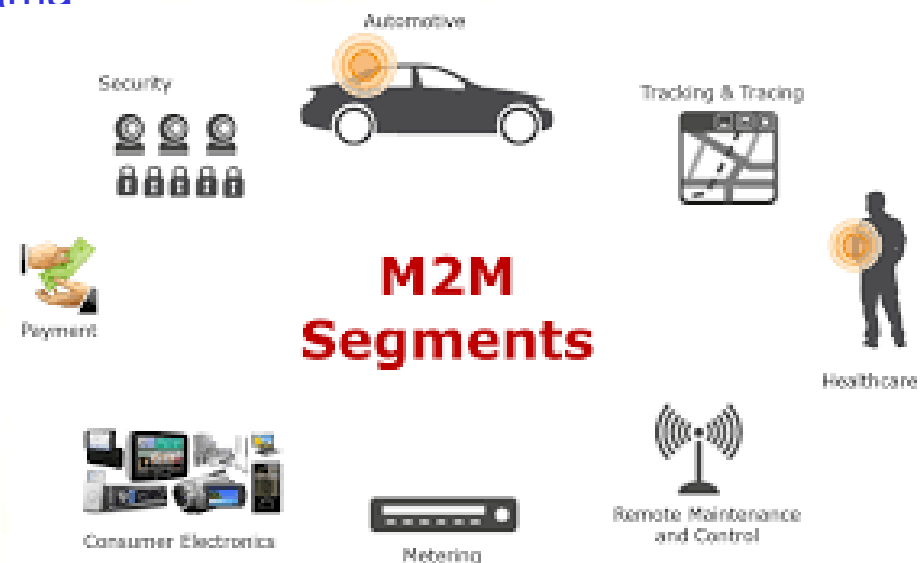 Automotive
Security
Tracking & Tracing
M2M
Segments
Payment
Healthcare
Consumer Electronics
Metering
Remote Maintenance
and Control